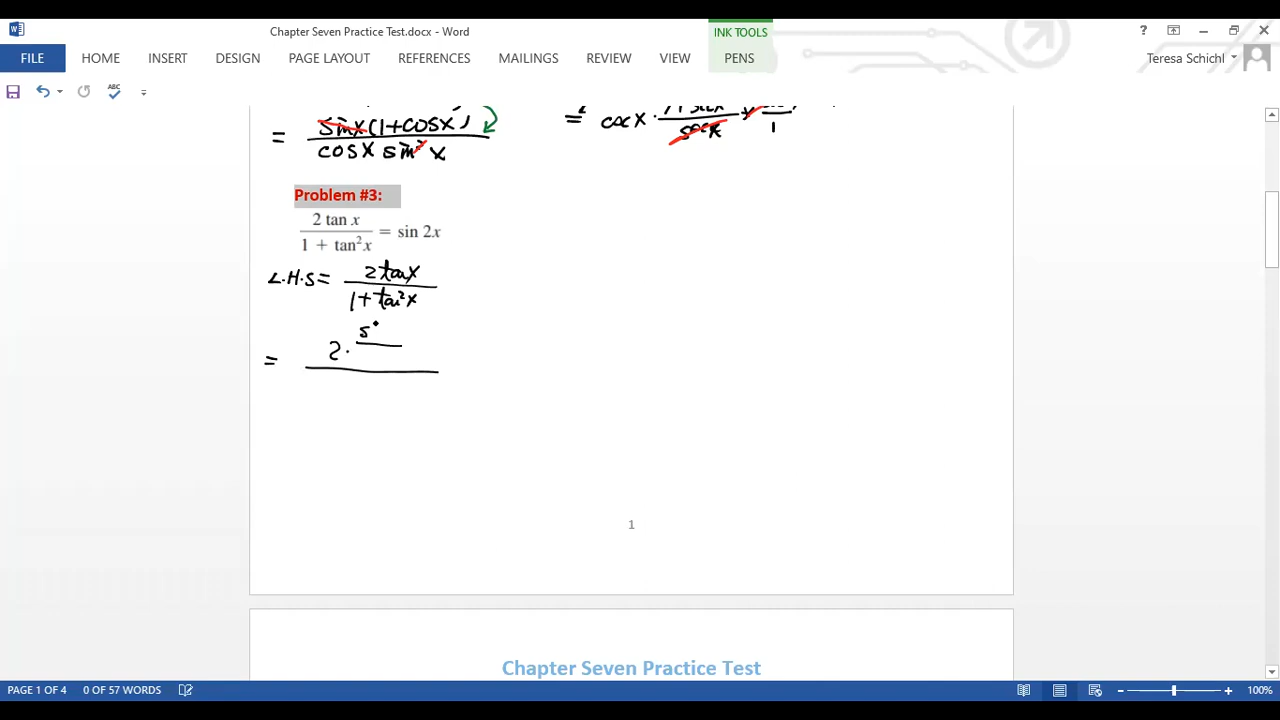 Chapter Seven Practice Test.docx - Word
INK TOOLS
?
FILE HOME INSERT DESIGN PAGE LAYOUT REFERENCES MAILINGS REVIEW VIEW PENS
Teresa Schichl
ABC
= sinx(1+cosx) / cosx sin²x
Problem #3:
2 tan x / 1 + tan²x = sin 2x
L.H.S = 2tanx / 1+tan²x
= 2·
1
Chapter Seven Practice Test
PAGE 1 OF 4 0 OF 57 WORDS
100%